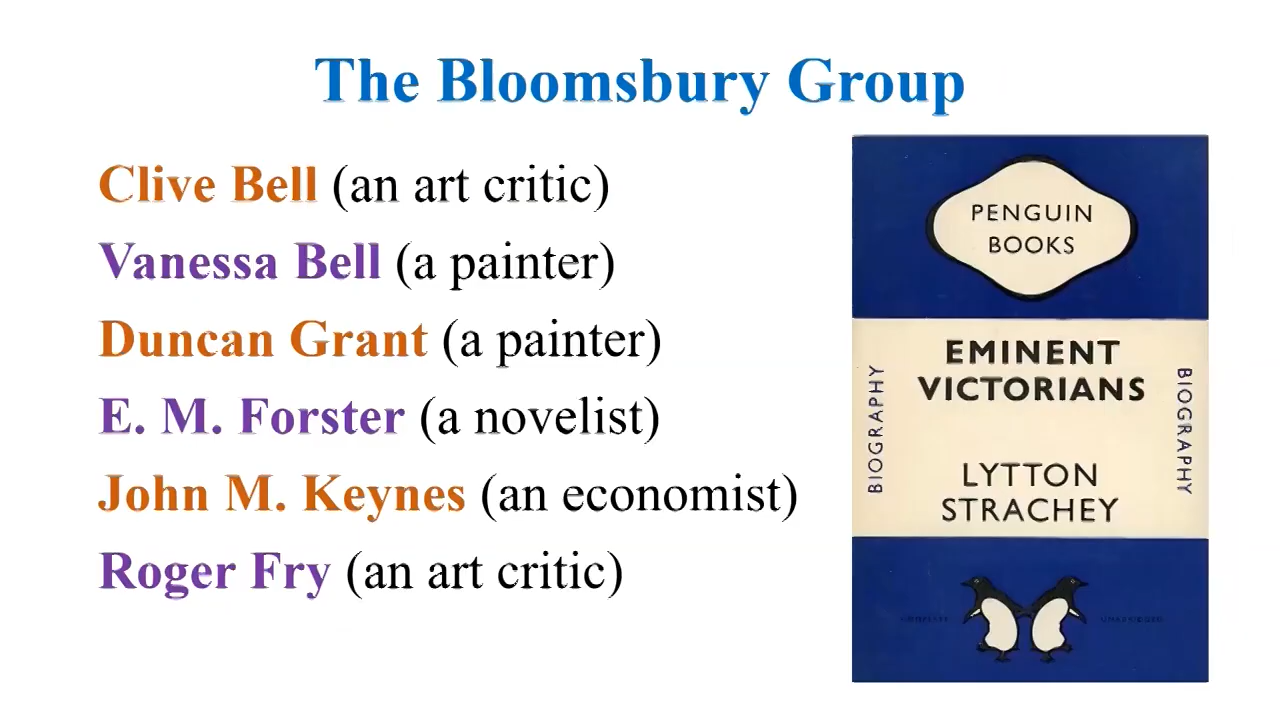 The Bloomsbury Group
Clive Bell (an art critic)
Vanessa Bell (a painter)
Duncan Grant (a painter)
E. M. Forster (a novelist)
John M. Keynes (an economist)
Roger Fry (an art critic)
PENGUIN
BOOKS
BIOGRAPHY
EMINENT
VICTORIANS
LYTTON
STRACHEY
BIOGRAPHY